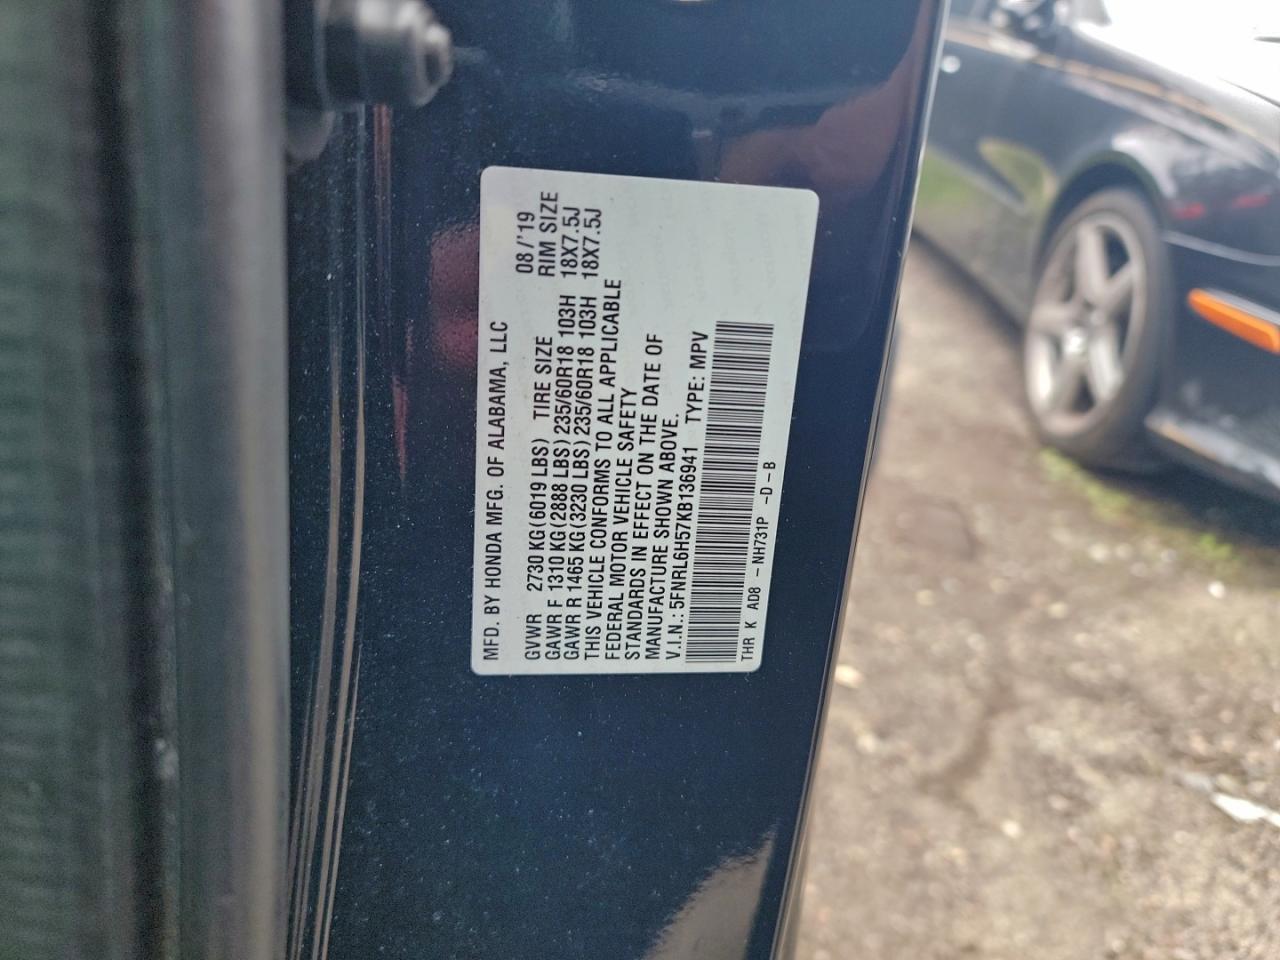 MFD. BY HONDA MFG. OF ALABAMA, LLC
08/'19
GVWR 2730 KG(6019 LBS) TIRE SIZE RIM SIZE
GAWR F 1310 KG(2888 LBS)235/60R18 103H 18X7.5J
GAWR R 1465 KG(3230 LBS)235/60R18 103H 18X7.5J
THIS VEHICLE CONFORMS TO ALL APPLICABLE
FEDERAL MOTOR VEHICLE SAFETY
STANDARDS IN EFFECT ON THE DATE OF
MANUFACTURE SHOWN ABOVE.
V.I.N.: 5FNRL6H57KB136941 TYPE: MPV
THR K AD8 -NH731P -D-B